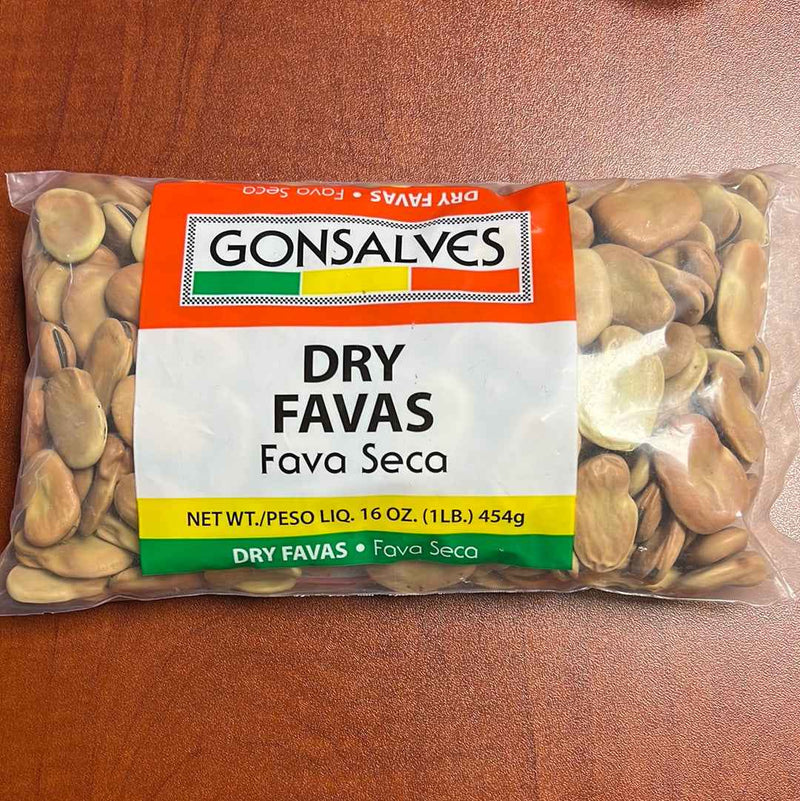 DRY FAVAS • Fava Seca
GONSALVES
DRY
FAVAS
Fava Seca
NET WT./PESO LIQ. 16 OZ. (1LB.) 454g
DRY FAVAS • Fava Seca